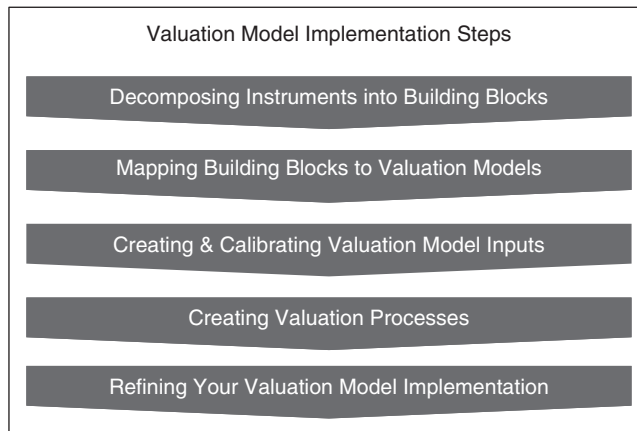 Valuation Model Implementation Steps
Decomposing Instruments into Building Blocks
Mapping Building Blocks to Valuation Models
Creating & Calibrating Valuation Model Inputs
Creating Valuation Processes
Refining Your Valuation Model Implementation